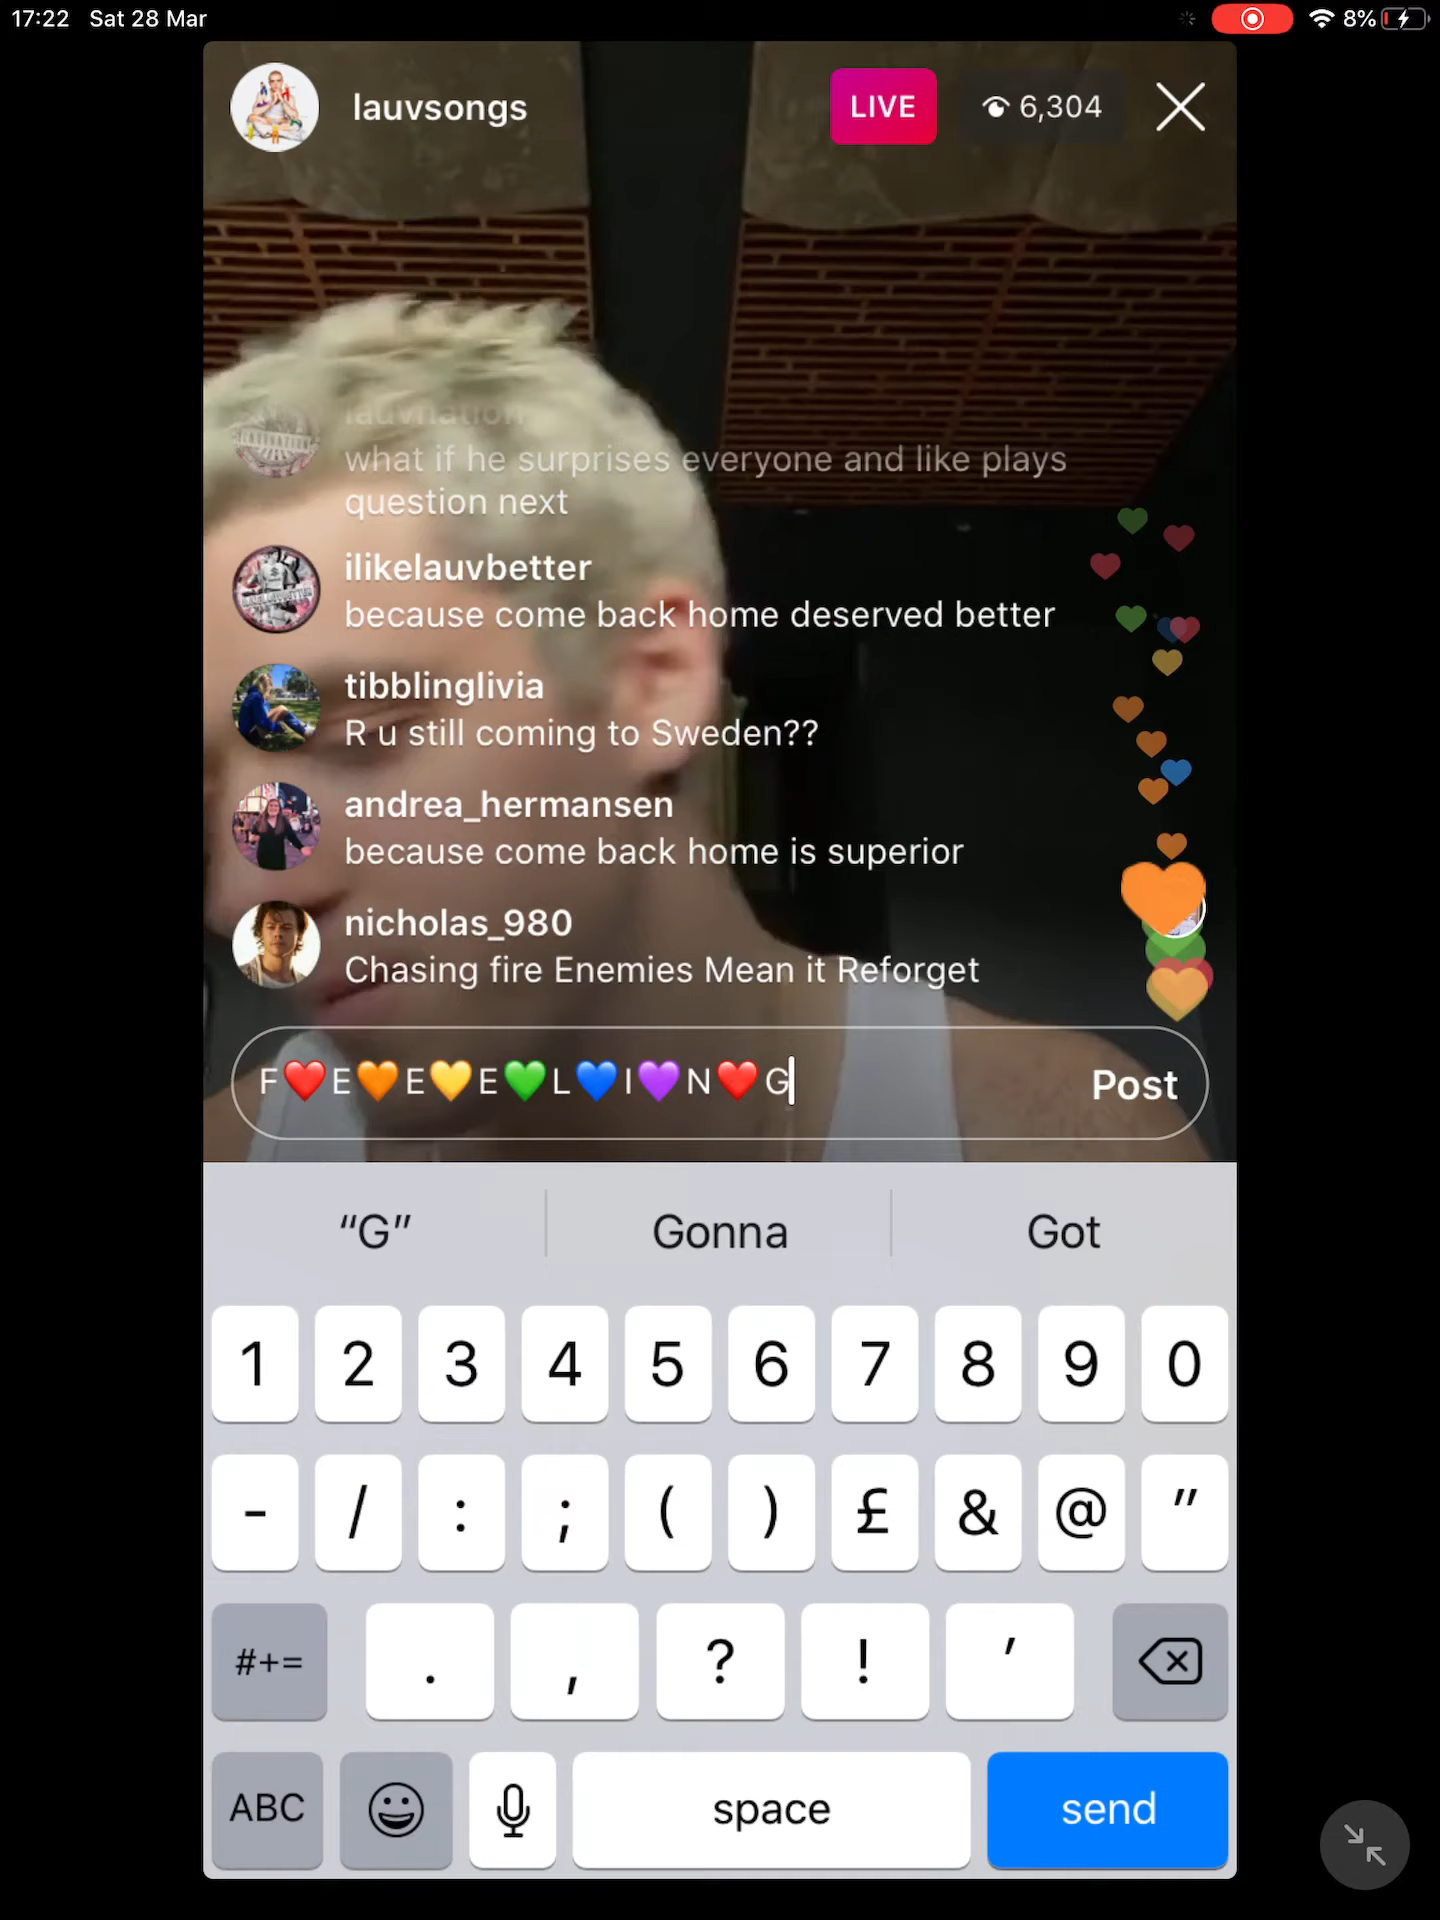 17:22 Sat 28 Mar 8%
lauvsongs LIVE 6,304
lauvnation
what if he surprises everyone and like plays
question next
ilikelauvbetter
because come back home deserved better
tibblinglivia
R u still coming to Sweden??
andrea_hermansen
because come back home is superior
nicholas_980
Chasing fire Enemies Mean it Reforget
F❤️E🧡E💛E💚L💙I💜N❤️G Post
“G” Gonna Got
1 2 3 4 5 6 7 8 9 0
- / : ; ( ) £ & @ "
#+= . , ? ! '
ABC space send